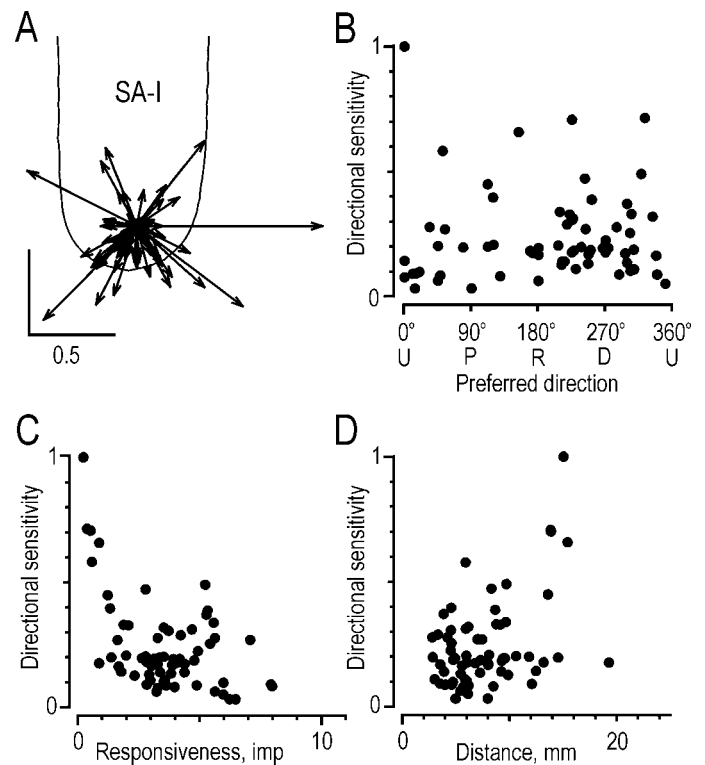 A
SA-I
0.5
B
Directional sensitivity
1
0
0° 90° 180° 270° 360°
U P R D U
Preferred direction
C
Directional sensitivity
1
0
0 10
Responsiveness, imp
D
Directional sensitivity
1
0
0 20
Distance, mm